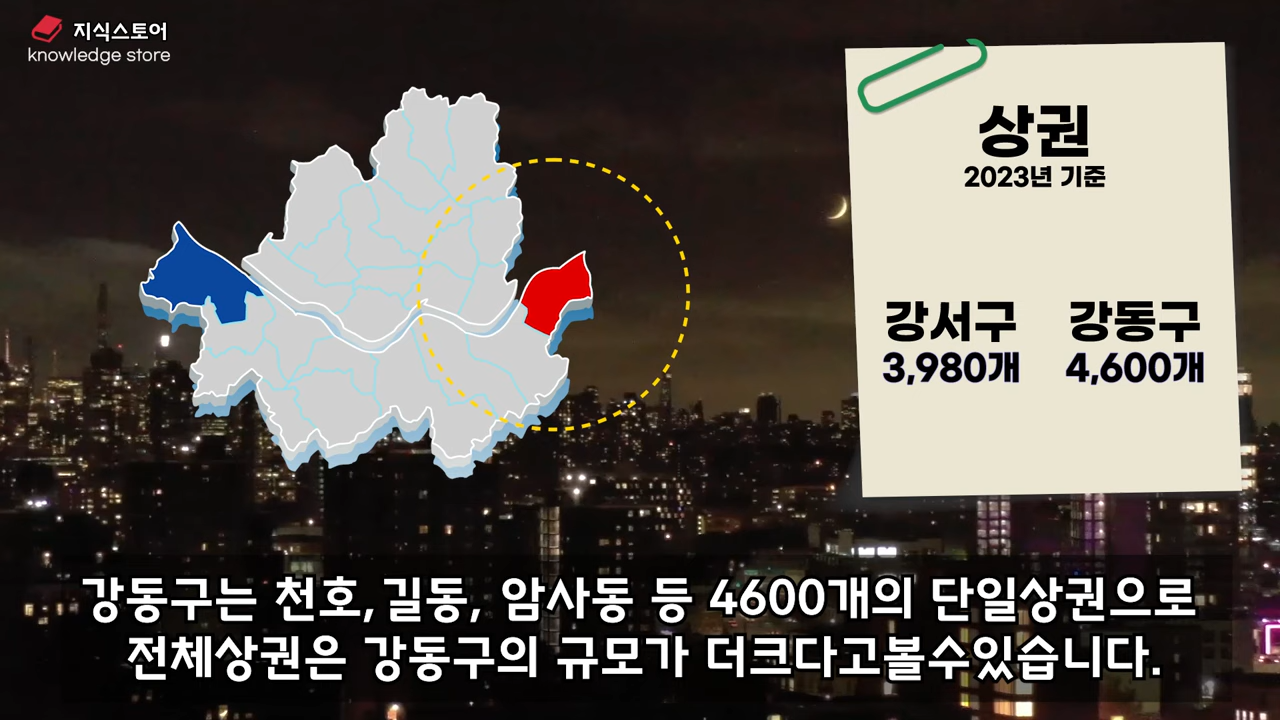 지식스토어
knowledge store
상권
2023년 기준
강서구 강동구
3,980개 4,600개
강동구는 천호, 길동, 암사동 등 4600개의 단일상권으로
전체상권은 강동구의 규모가 더크다고볼수있습니다.